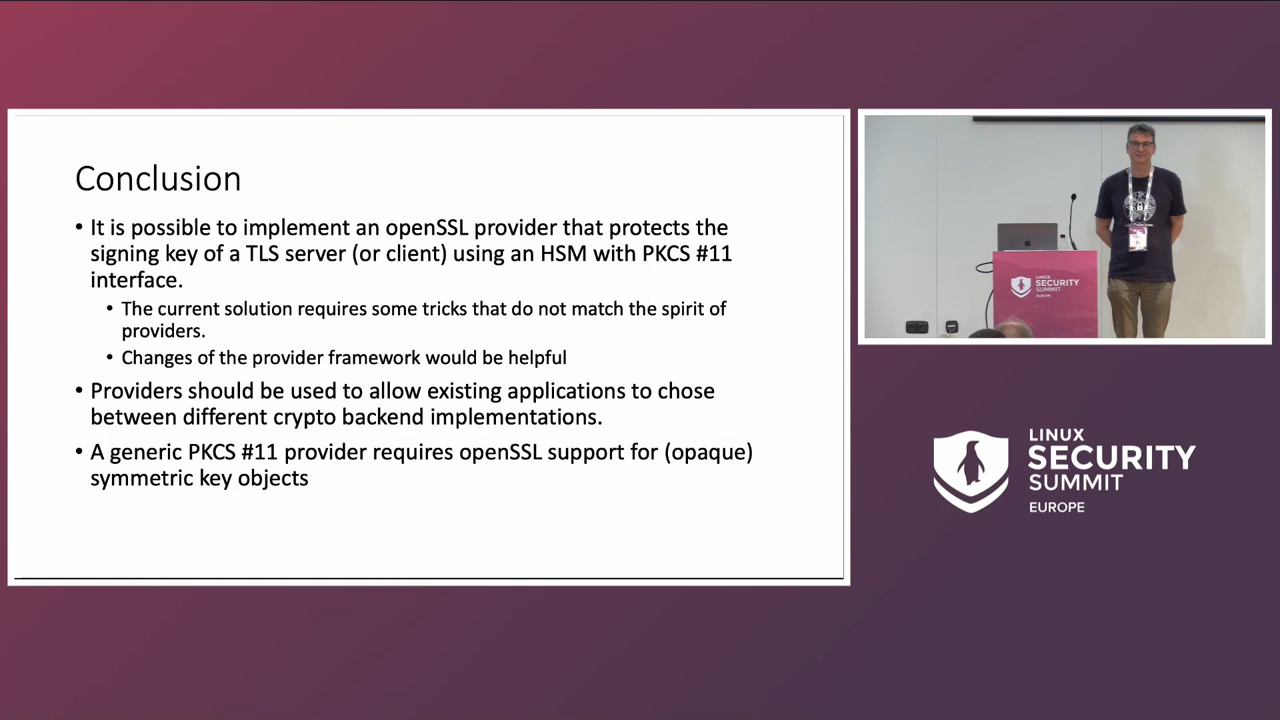 Conclusion
• It is possible to implement an openSSL provider that protects the
signing key of a TLS server (or client) using an HSM with PKCS #11
interface.
• The current solution requires some tricks that do not match the spirit of
providers.
• Changes of the provider framework would be helpful
• Providers should be used to allow existing applications to chose
between different crypto backend implementations.
• A generic PKCS #11 provider requires openSSL support for (opaque)
symmetric key objects
LINUX
SECURITY
SUMMIT
EUROPE
LINUX
SECURITY
SUMMIT
EUROPE